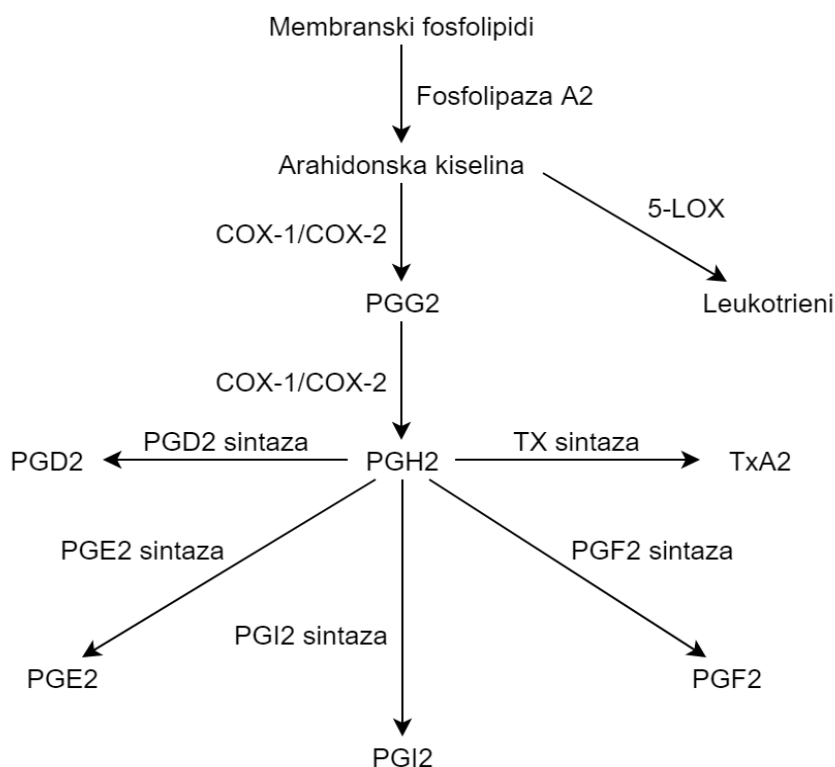 Membranski fosfolipidi
Fosfolipaza A2
Arahidonska kiselina
5-LOX
COX-1/COX-2
PGG2
Leukotrieni
COX-1/COX-2
PGD2 sintaza
TX sintaza
PGD2
PGH2
TxA2
PGE2 sintaza
PGF2 sintaza
PGI2 sintaza
PGE2
PGF2
PGI2